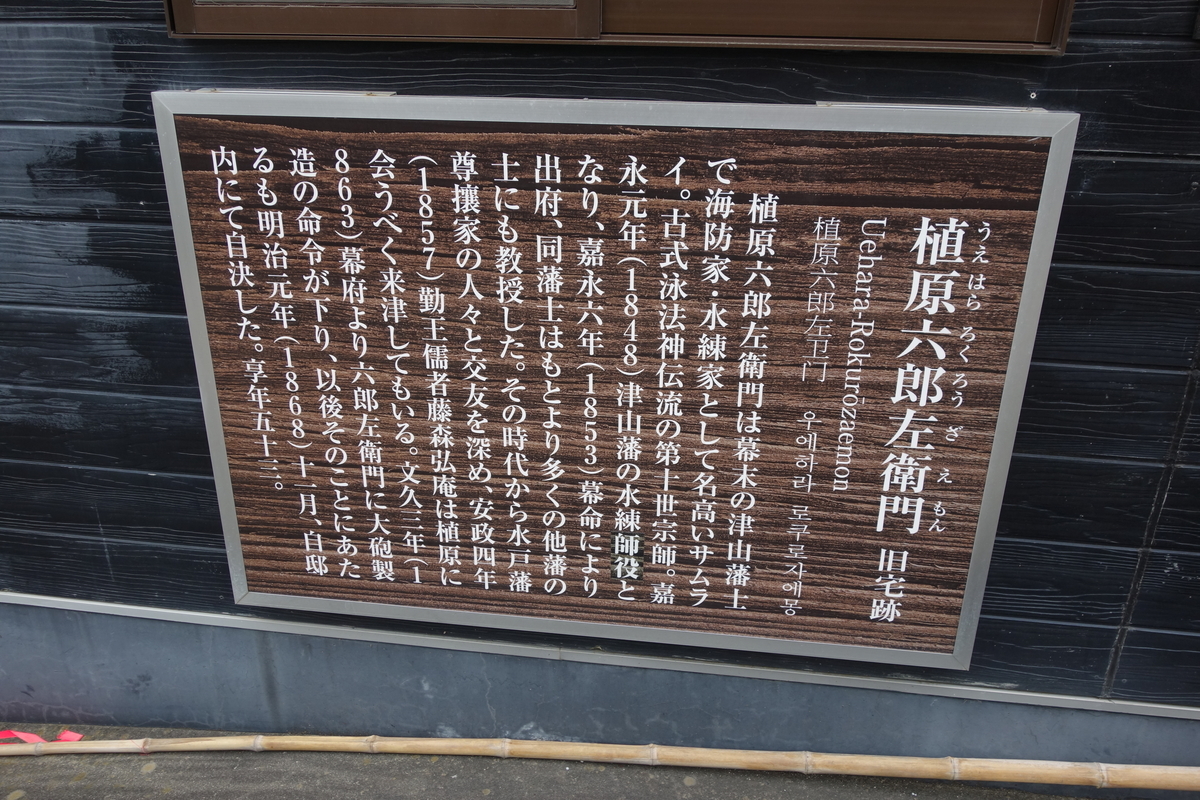 うえはら ろくろう ざ え もん
植原六郎左衛門 旧宅跡
Uehara-Rokurōzaemon
植原六郎左卫门 우에하라 로쿠로자에몽
植原六郎左衛門は幕末の津山藩士
で海防家・水練家として名高いサムラ
イ。古式泳法神伝流の第十世宗師。嘉
永元年(1848)津山藩の水練師役と
なり、嘉永六年(1853)幕命により
出府、同藩士はもとより多くの他藩の
士にも教授した。その時代から水戸藩
尊攘家の人々と交友を深め、安政四年
(1857)勤王儒者藤森弘庵は植原に
会うべく来津してもいる。文久三年(1
863)幕府より六郎左衛門に大砲製
造の命令が下り、以後そのことにあた
るも明治元年(1868)十一月、自邸
内にて自決した。享年五十三。